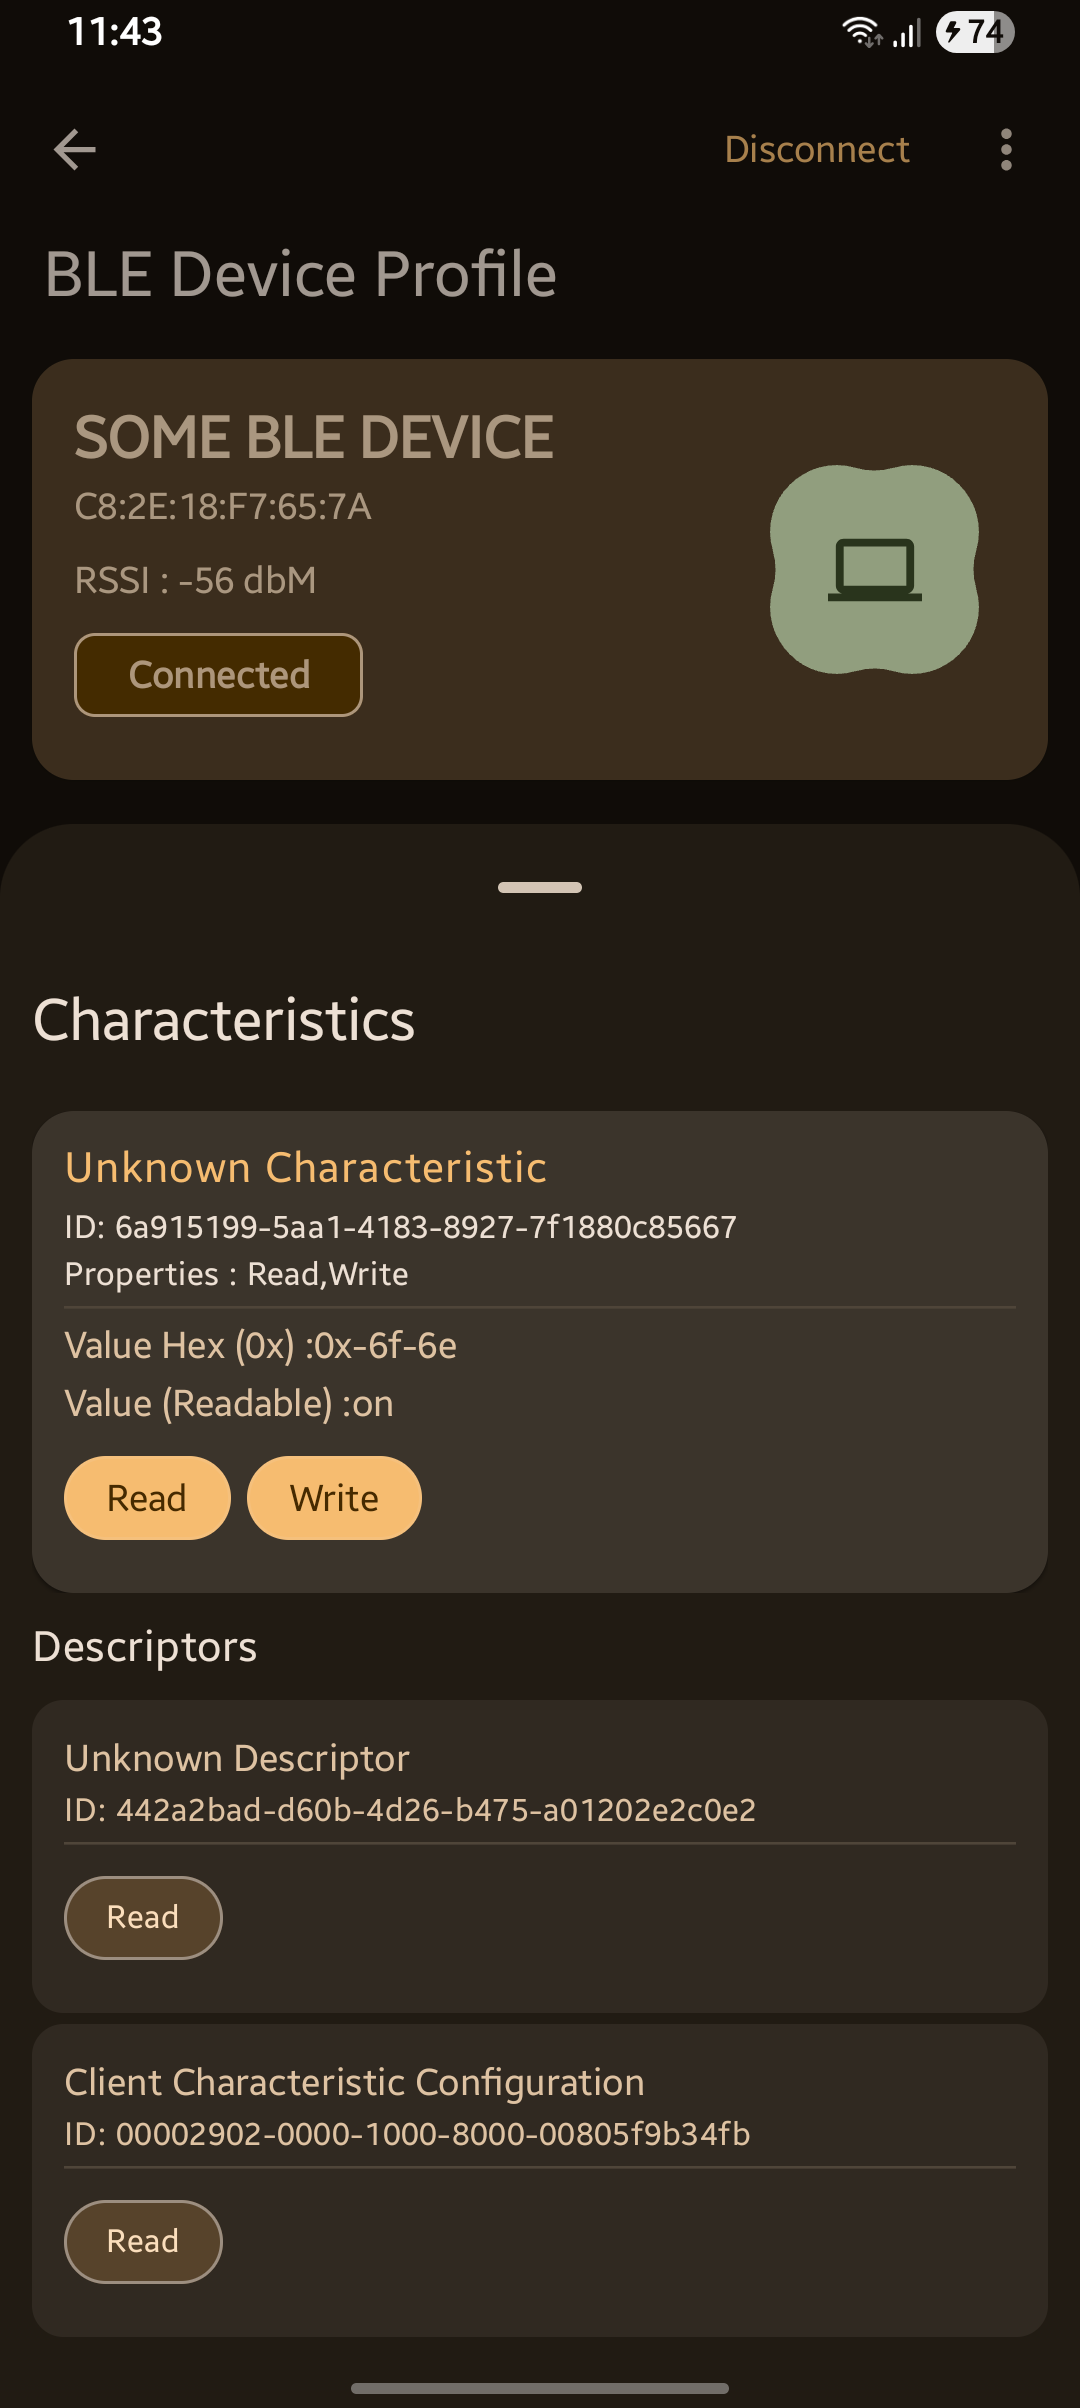 11:43
74
Disconnect
BLE Device Profile
SOME BLE DEVICE
C8:2E:18:F7:65:7A
RSSI : -56 dbM
Connected
Characteristics
Unknown Characteristic
ID: 6a915199-5aa1-4183-8927-7f1880c85667
Properties : Read,Write
Value Hex (0x) :0x-6f-6e
Value (Readable) :on
Read Write
Descriptors
Unknown Descriptor
ID: 442a2bad-d60b-4d26-b475-a01202e2c0e2
Read
Client Characteristic Configuration
ID: 00002902-0000-1000-8000-00805f9b34fb
Read